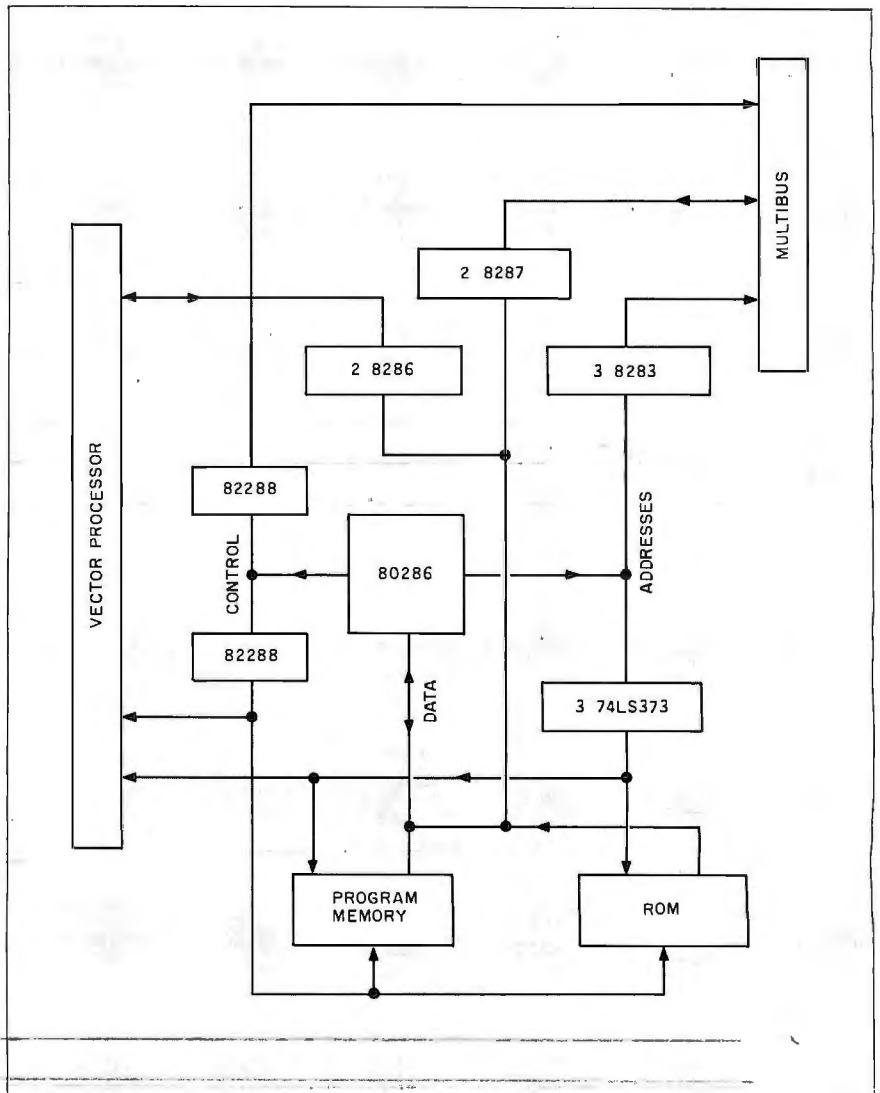 MULTIBUS
2 8287
2 8286
3 8283
VECTOR PROCESSOR
82288
CONTROL
80286
ADDRESSES
82288
DATA
3 74LS373
PROGRAM
MEMORY
ROM